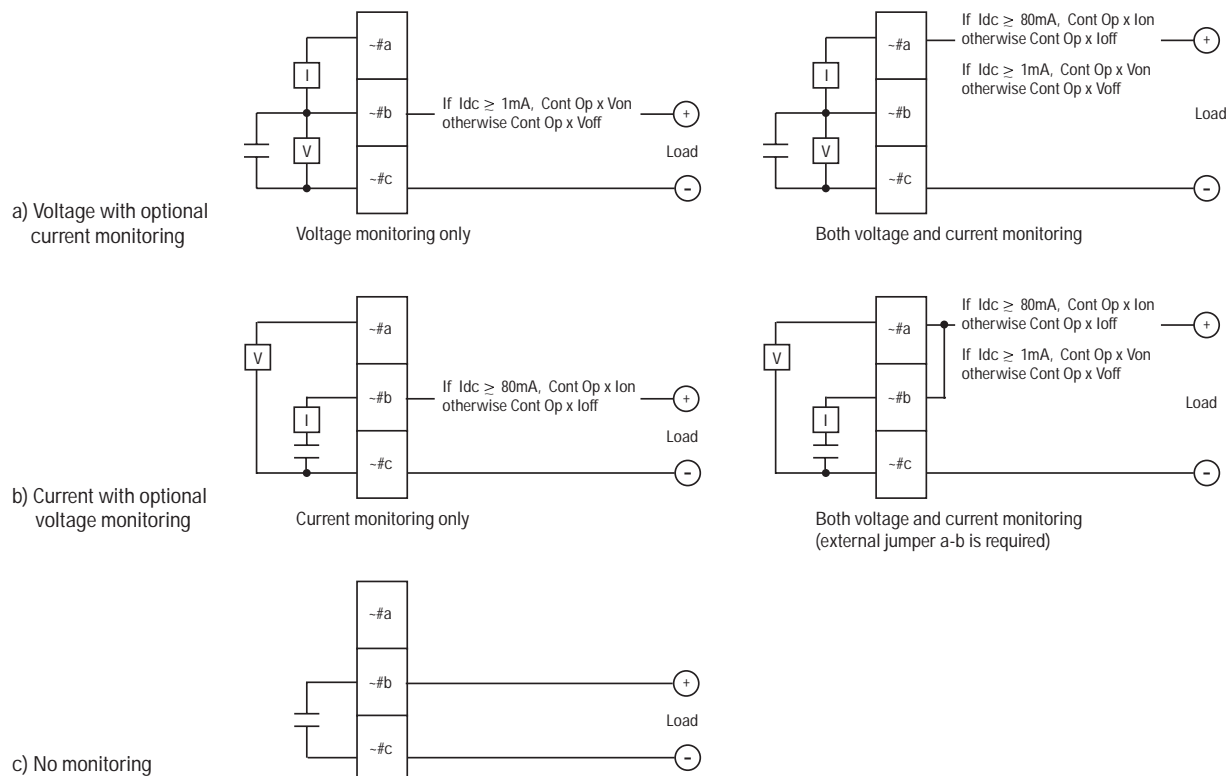 ~#a
I
~#b
If Idc ≥ 1mA, Cont Op x Von
otherwise Cont Op x Voff
+
V
Load
~#c
-
a) Voltage with optional
current monitoring
Voltage monitoring only
~#a
If Idc ≥ 80mA, Cont Op x Ion
otherwise Cont Op x Ioff
+
I
If Idc ≥ 1mA, Cont Op x Von
otherwise Cont Op x Voff
~#b
Load
V
~#c
-
Both voltage and current monitoring
~#a
V
~#b
If Idc ≥ 80mA, Cont Op x Ion
otherwise Cont Op x Ioff
+
I
Load
~#c
-
b) Current with optional
voltage monitoring
Current monitoring only
~#a
If Idc ≥ 80mA, Cont Op x Ion
otherwise Cont Op x Ioff
+
V
If Idc ≥ 1mA, Cont Op x Von
otherwise Cont Op x Voff
~#b
Load
I
~#c
-
Both voltage and current monitoring
(external jumper a-b is required)
~#a
~#b
+
Load
~#c
-
c) No monitoring